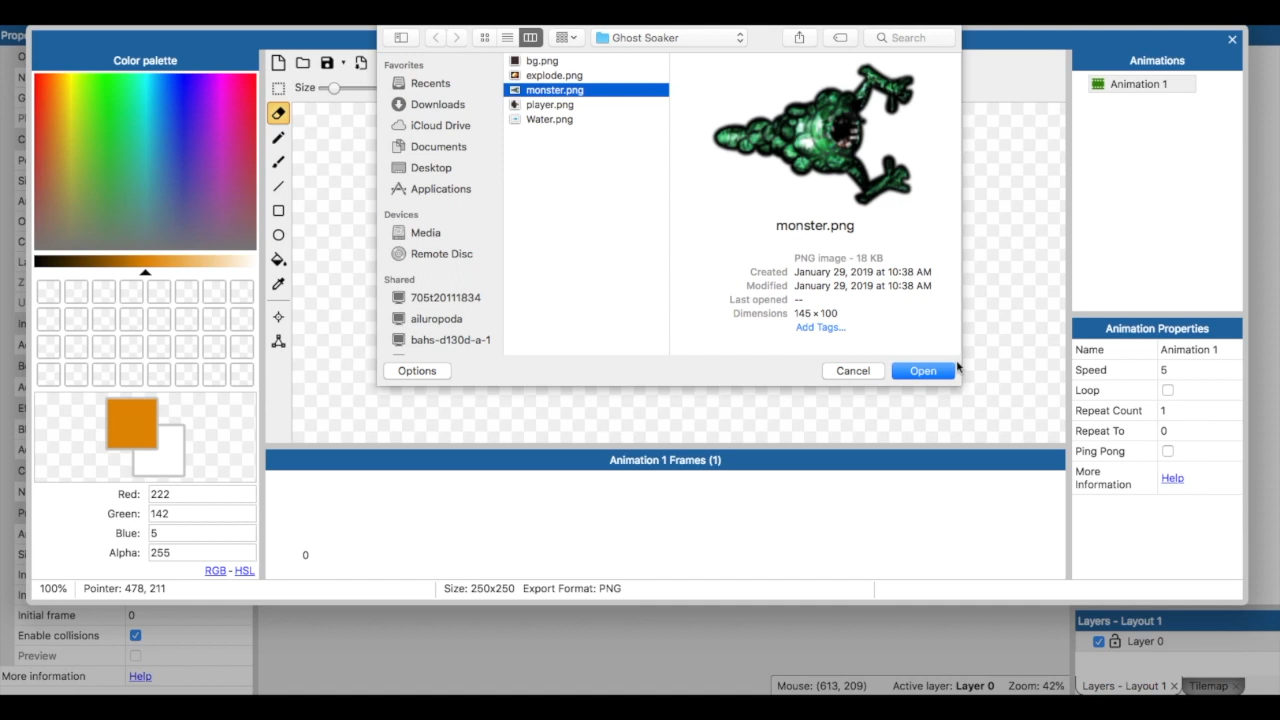 Prope
Color palette
Size
Red: 222
Green: 142
Blue: 5
Alpha: 255
RGB - HSL
Ghost Soaker
Search
Favorites
Recents
Downloads
iCloud Drive
Documents
Desktop
Applications
Devices
Media
Remote Disc
Shared
705t20111834
ailuropoda
bahs-d130d-a-1
bg.png
explode.png
monster.png
player.png
Water.png
monster.png
PNG image - 18 KB
Created January 29, 2019 at 10:38 AM
Modified January 29, 2019 at 10:38 AM
Last opened --
Dimensions 145 × 100
Add Tags...
Options
Cancel
Open
Animation 1 Frames (1)
0
100%
Pointer: 478, 211
Size: 250x250 Export Format: PNG
Animations
Animation 1
Animation Properties
Name Animation 1
Speed 5
Loop
Repeat Count 1
Repeat To 0
Ping Pong
More Information Help
Initial frame 0
Enable collisions
Preview
More information Help
Mouse: (613, 209) Active layer: Layer 0 Zoom: 42%
Layers - Layout 1
Layer 0
Layers - Layout 1 ×
Tilemap ×